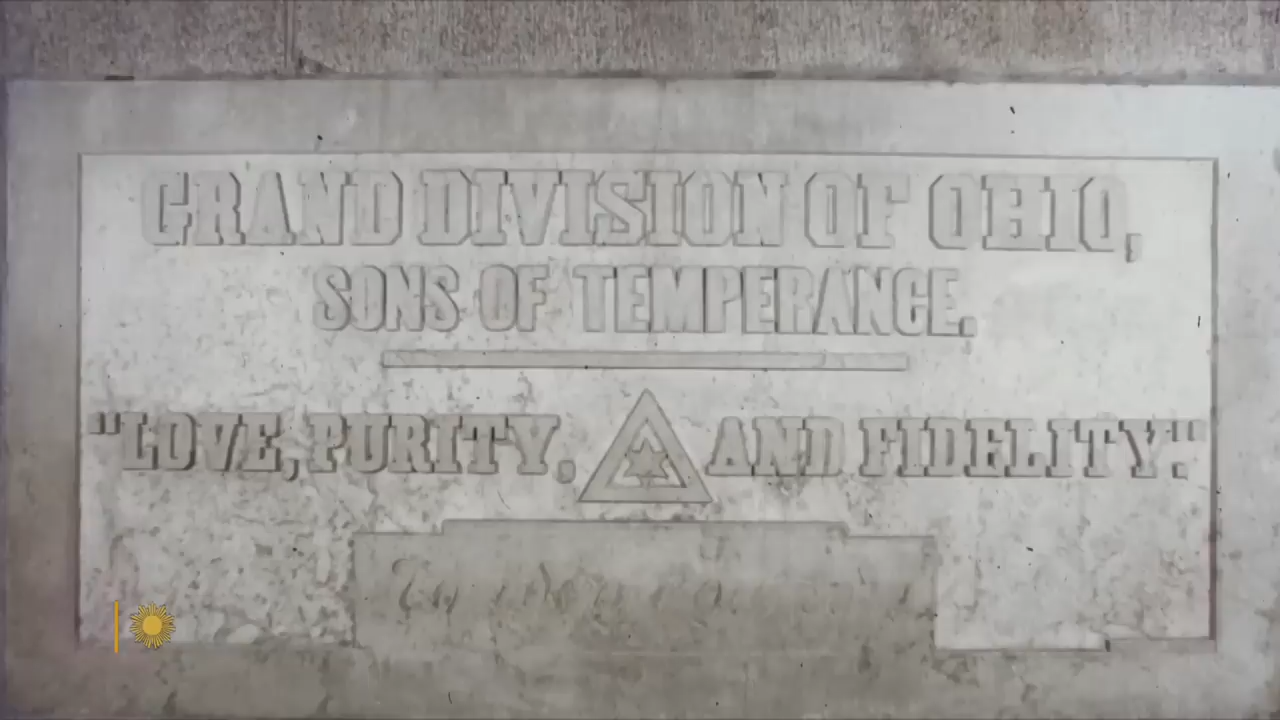 GRAND DIVISION OF OHIO,
SONS OF TEMPERANCE.
"LOVE, PURITY, AND FIDELITY."